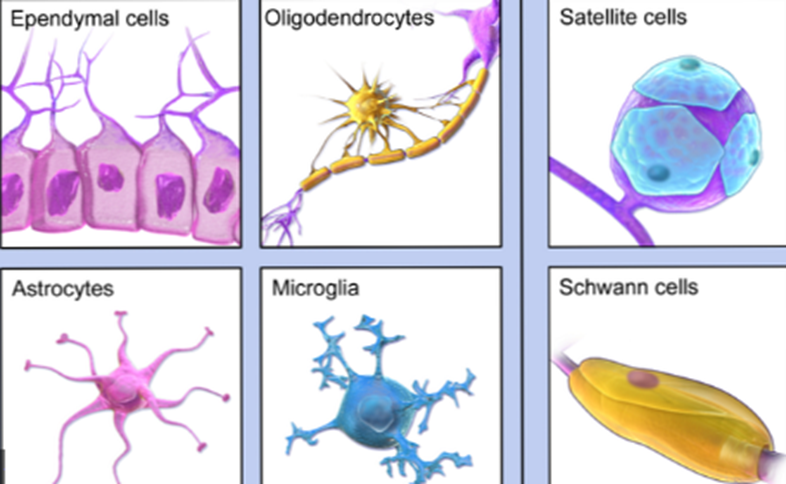 Ependymal cells
Oligodendrocytes
Satellite cells
Astrocytes
Microglia
Schwann cells